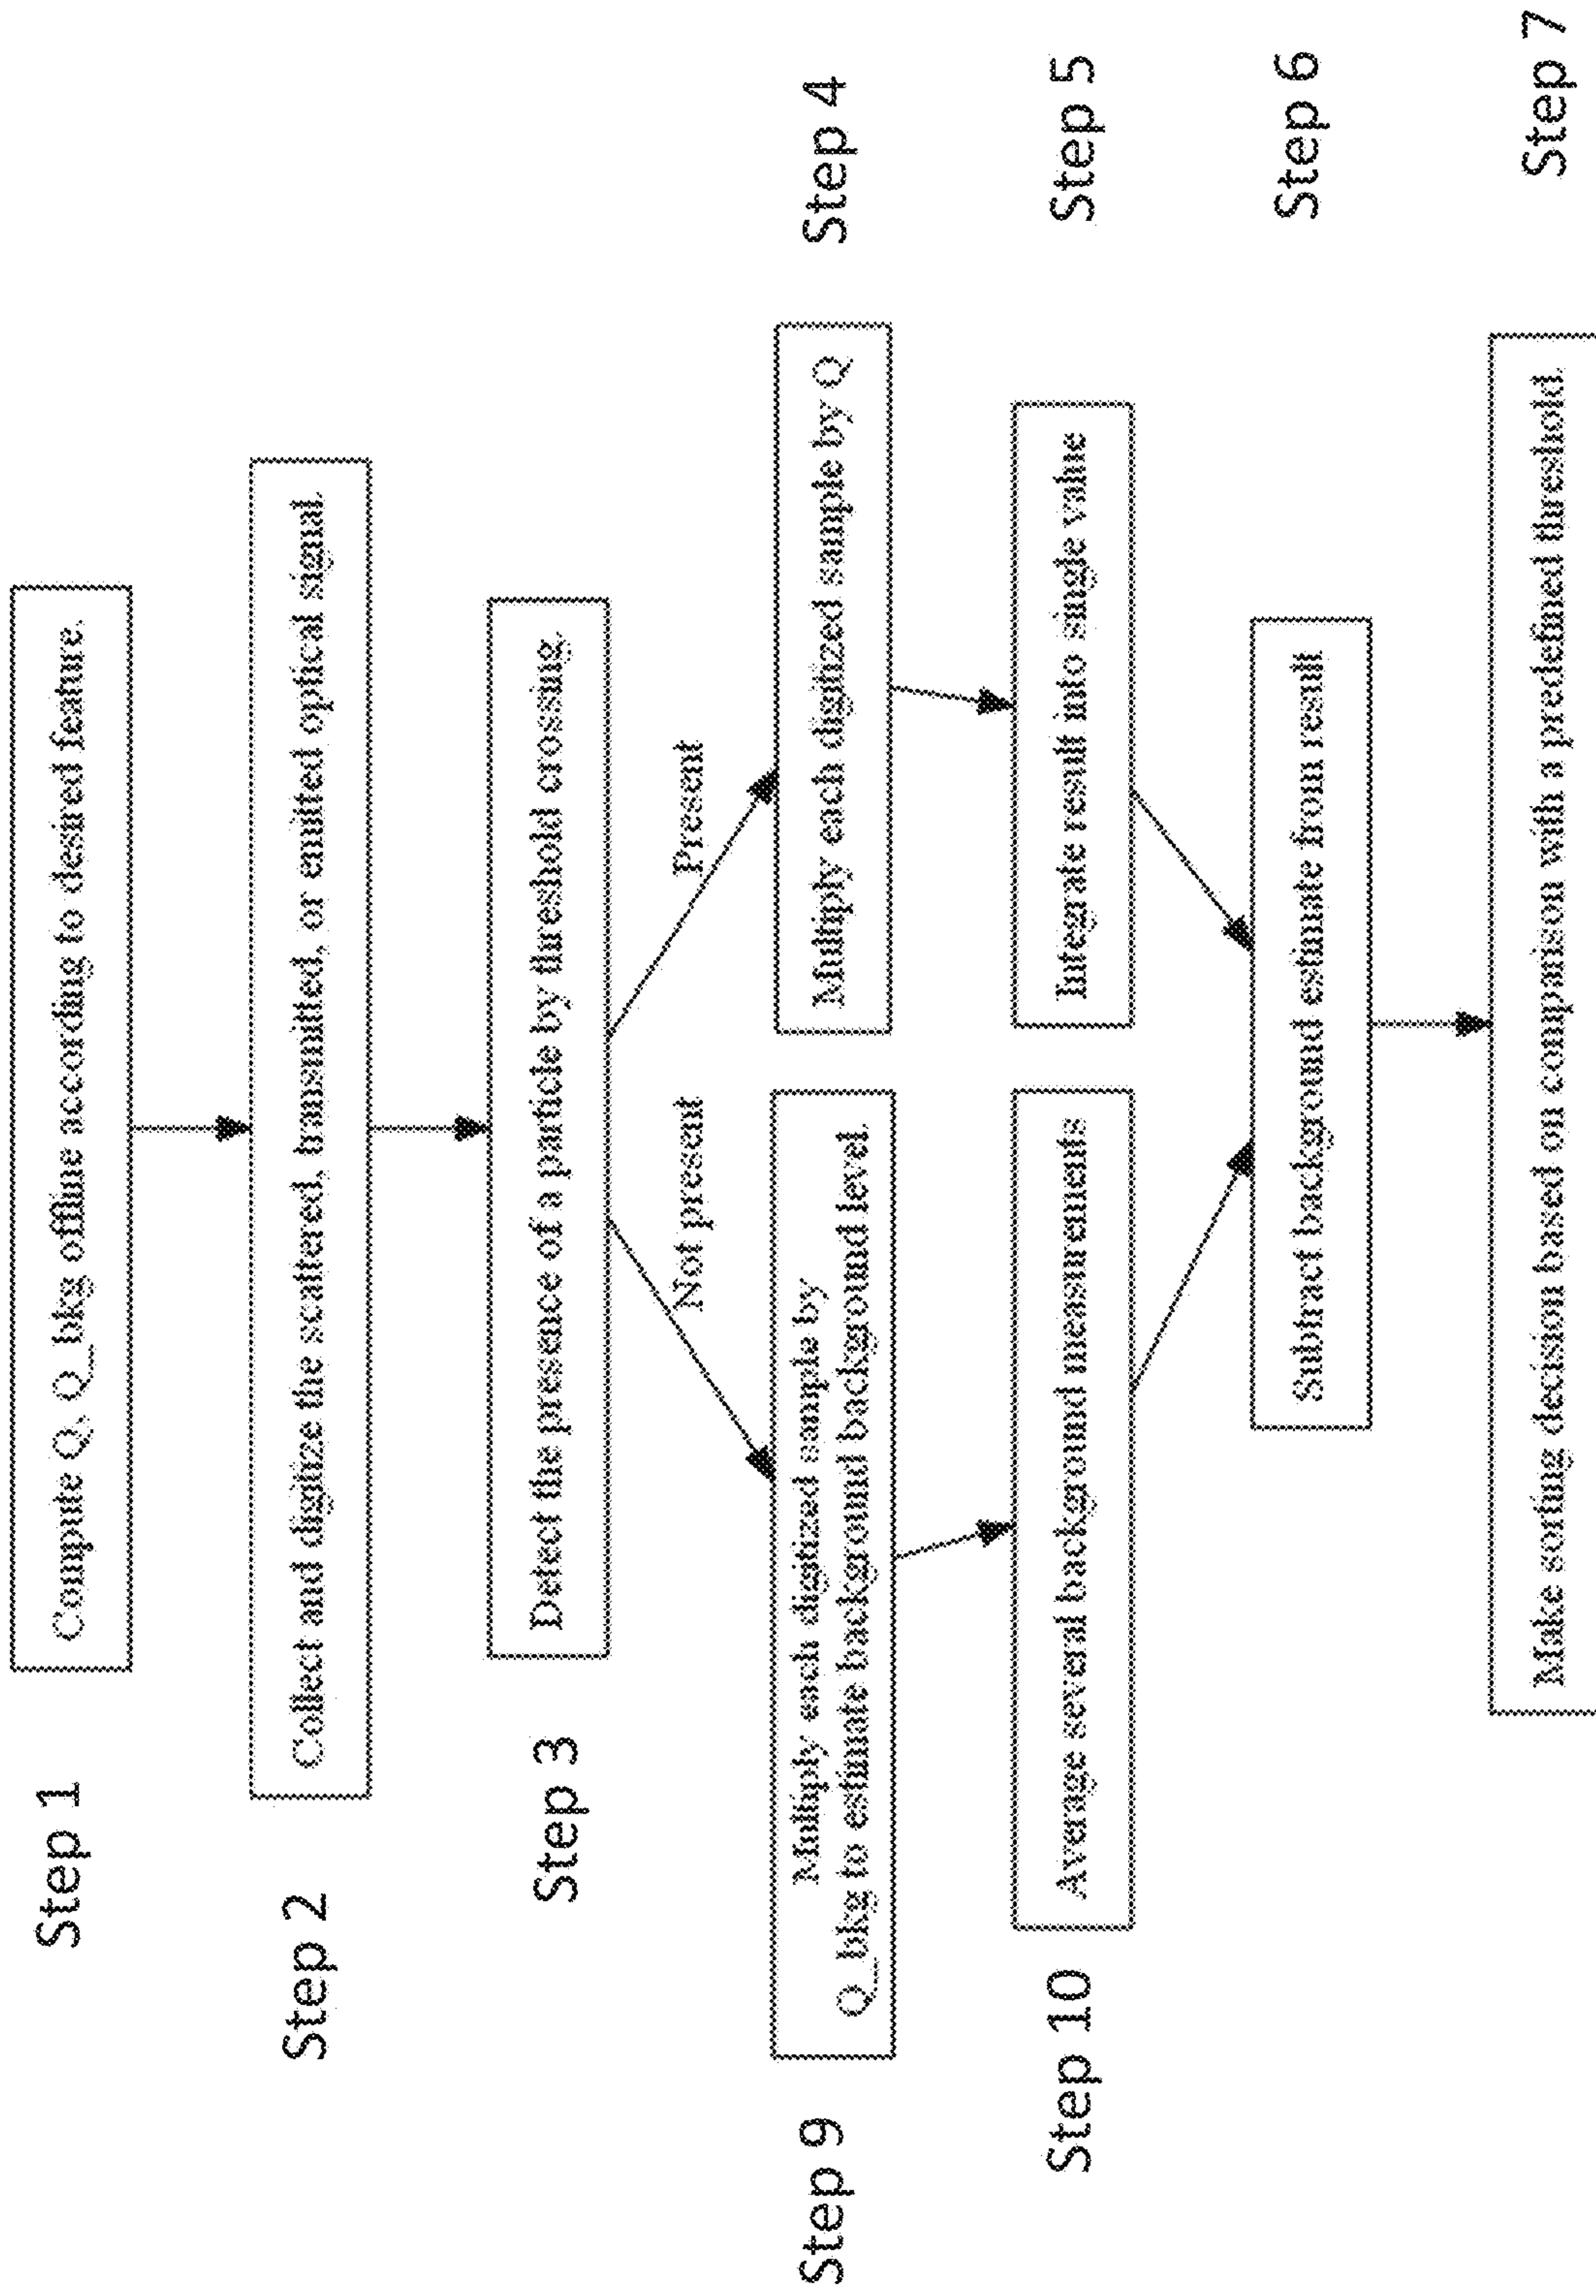 Step 1
Compute Q, Q_bkg offline according to desired feature.
Step 2
Collect and digitize the scattered, transmitted, or emitted optical signal.
Step 3
Detect the presence of a particle by threshold crossing.
Not present
Present
Step 9
Multiply each digitized sample by
Q_bkg to estimate background background level.
Multiply each digitized sample by Q
Step 4
Step 10
Average several background measurements
Integrate result into single value
Step 5
Subtract background estimate from result
Step 6
Make sorting decision based on comparison with a predefined threshold.
Step 7